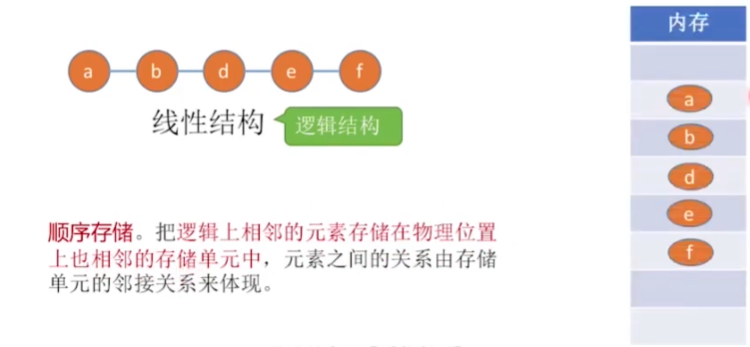 内存
a b d e f
线性结构
逻辑结构
a
b
d
e
f
顺序存储。把逻辑上相邻的元素存储在物理位置
上也相邻的存储单元中，元素之间的关系由存储
单元的邻接关系来体现。